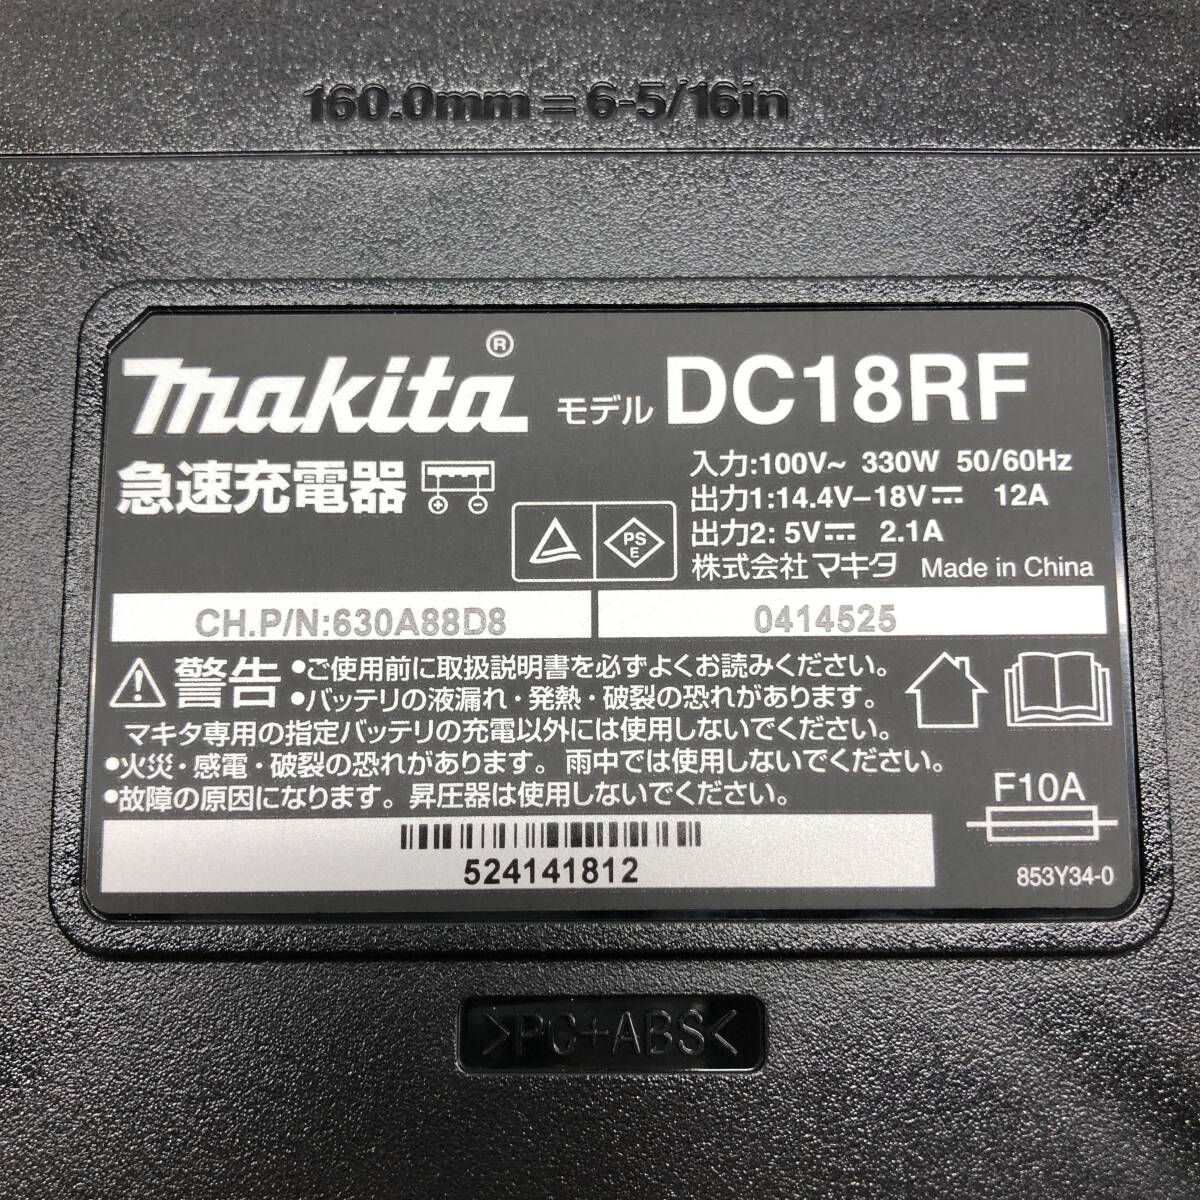 160.0mm = 6-5/16in
makita® モデル DC18RF
急速充電器
入力:100V~ 330W 50/60Hz
出力1:14.4V–18V⎓ 12A
出力2: 5V⎓ 2.1A
PS
E
株式会社 マキタ Made in China
CH.P/N:630A88D8 0414525
警告 •ご使用前に取扱説明書を必ずよくお読みください。
•バッテリの液漏れ・発熱・破裂の恐れがあります。
マキタ専用の指定バッテリの充電以外には使用しないでください。
•火災・感電・破裂の恐れがあります。雨中では使用しないでください。
•故障の原因になります。昇圧器は使用しないでください。
F10A
524141812
853Y34-0
>PC+ABS<